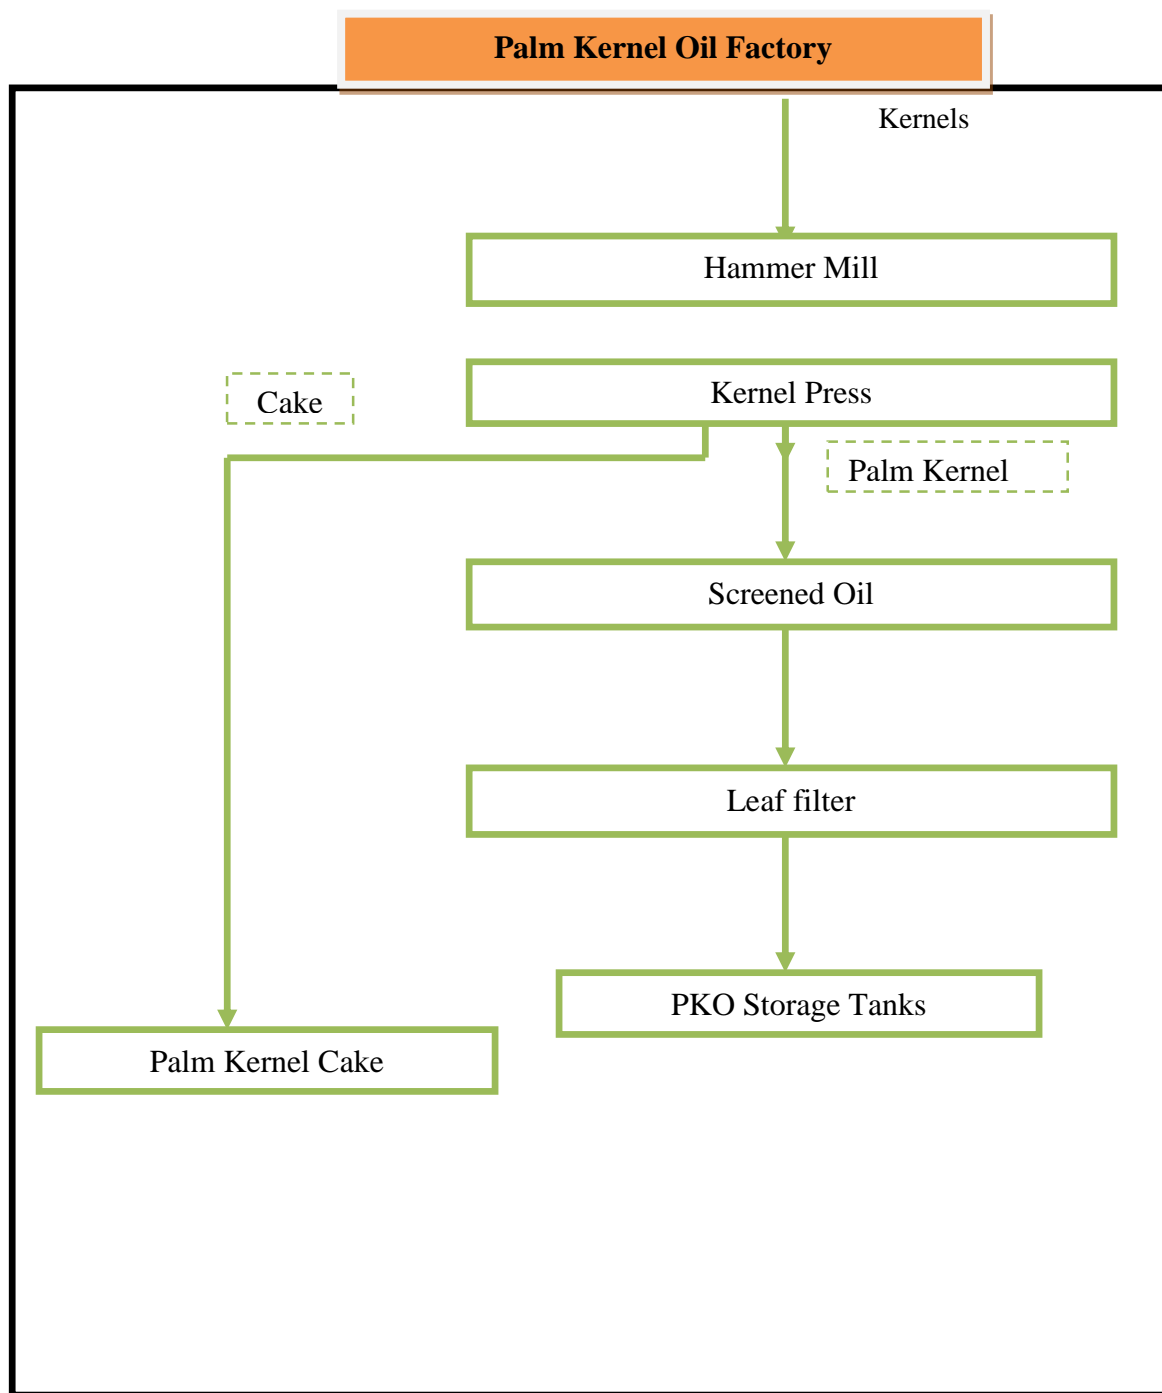 Palm Kernel Oil Factory
Kernels
Hammer Mill
Kernel Press
Cake
Palm Kernel
Screened Oil
Leaf filter
PKO Storage Tanks
Palm Kernel Cake